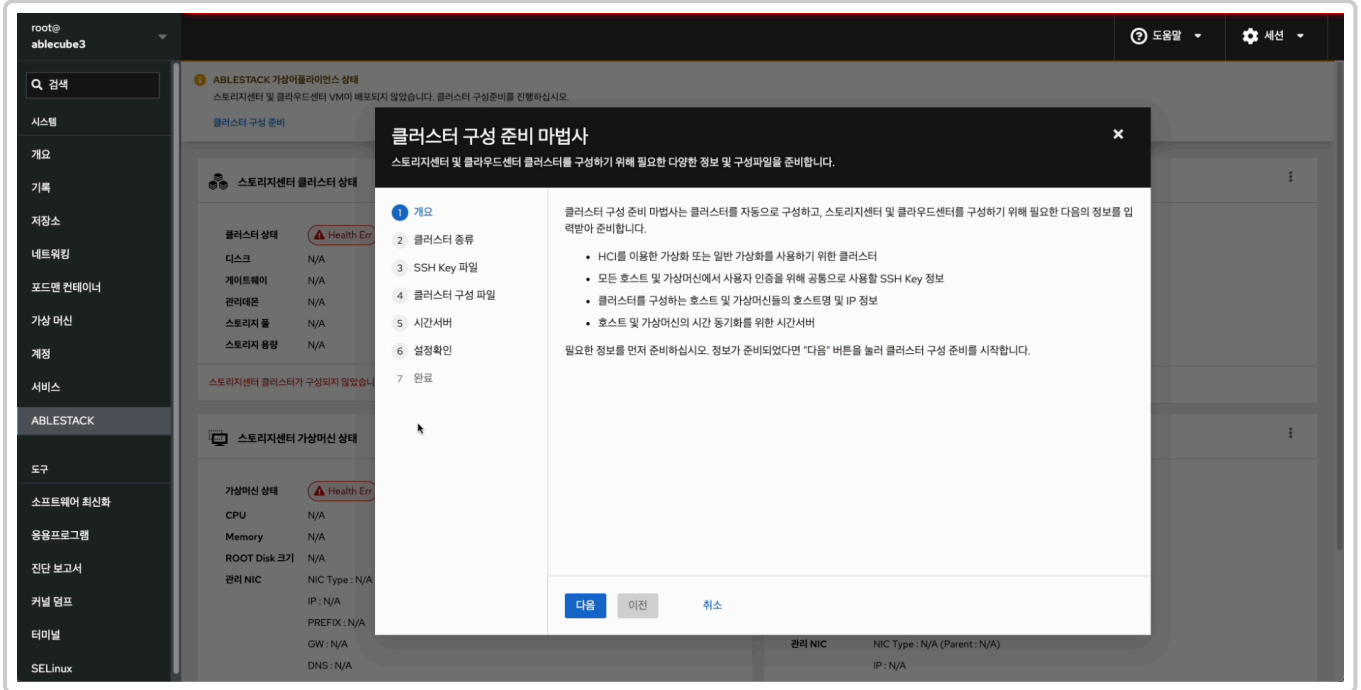 root@
ablecube3
도움말
세션
검색
시스템
개요
기록
저장소
네트워킹
포드맨 컨테이너
가상 머신
계정
서비스
ABLESTACK
도구
소프트웨어 최신화
응용프로그램
진단 보고서
커널 덤프
터미널
SELinux
ABLESTACK 가상어플라이언스 상태
스토리지센터 및 클라우드센터 VM이 배포되지 않았습니다. 클러스터 구성준비를 진행하십시오.
클러스터 구성 준비
스토리지센터 클러스터 상태
클러스터 상태 Health Err
디스크 N/A
게이트웨이 N/A
관리데몬 N/A
스토리지 풀 N/A
스토리지 용량 N/A
스토리지센터 클러스터가 구성되지 않았습니
스토리지센터 가상머신 상태
가상머신 상태 Health Err
CPU N/A
Memory N/A
ROOT Disk 크기 N/A
관리 NIC NIC Type : N/A
IP : N/A
PREFIX : N/A
GW : N/A
DNS : N/A
클러스터 구성 준비 마법사
스토리지센터 및 클라우드센터 클러스터를 구성하기 위해 필요한 다양한 정보 및 구성파일을 준비합니다.
1 개요
2 클러스터 종류
3 SSH Key 파일
4 클러스터 구성 파일
5 시간서버
6 설정확인
7 완료
클러스터 구성 준비 마법사는 클러스터를 자동으로 구성하고, 스토리지센터 및 클라우드센터를 구성하기 위해 필요한 다음의 정보를 입
력받아 준비합니다.
• HCI를 이용한 가상화 또는 일반 가상화를 사용하기 위한 클러스터
• 모든 호스트 및 가상머신에서 사용자 인증을 위해 공통으로 사용할 SSH Key 정보
• 클러스터를 구성하는 호스트 및 가상머신들의 호스트명 및 IP 정보
• 호스트 및 가상머신의 시간 동기화를 위한 시간서버
필요한 정보를 먼저 준비하십시오. 정보가 준비되었다면 "다음" 버튼을 눌러 클러스터 구성 준비를 시작합니다.
다음 이전 취소
관리 NIC NIC Type : N/A (Parent : N/A)
IP : N/A